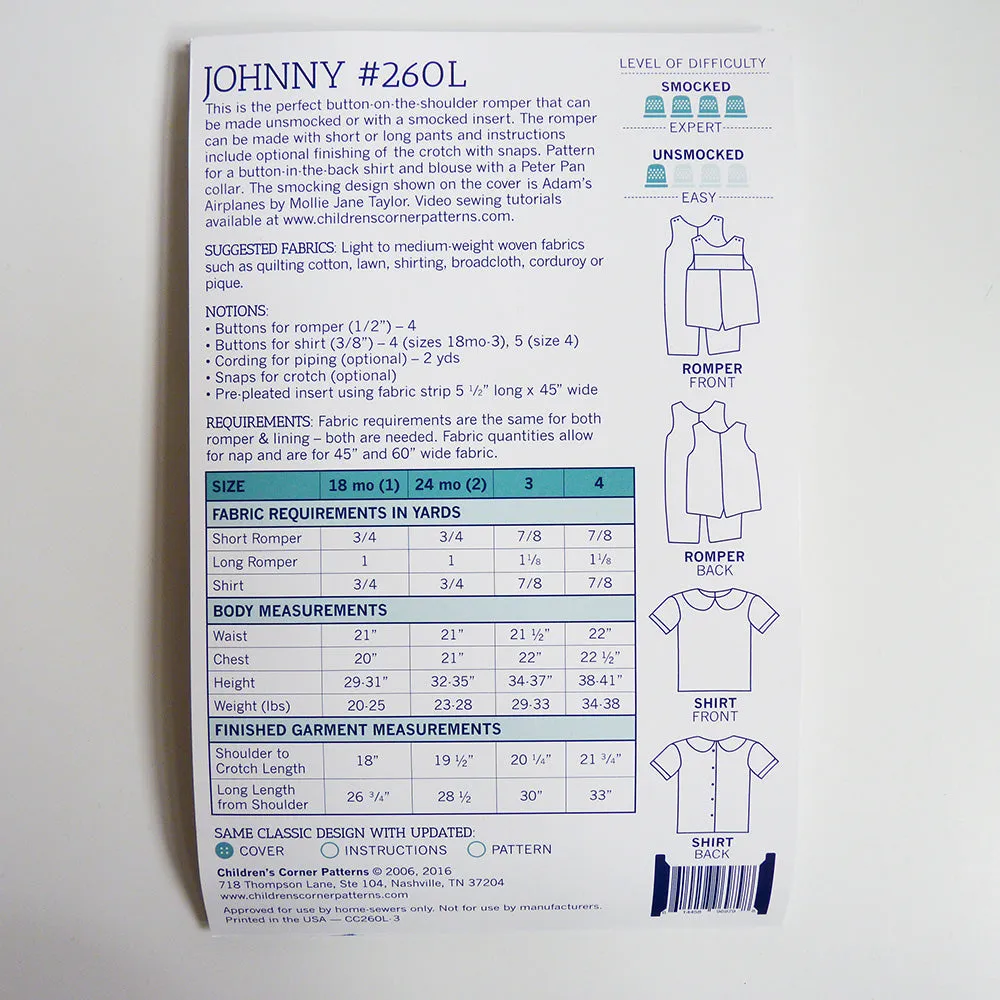 JOHNNY #260L
This is the perfect button-on-the-shoulder romper that can
be made unsmocked or with a smocked insert. The romper
can be made with short or long pants and instructions
include optional finishing of the crotch with snaps. Pattern
for a button-in-the-back shirt and blouse with a Peter Pan
collar. The smocking design shown on the cover is Adam's
Airplanes by Mollie Jane Taylor. Video sewing tutorials
available at www.childrenscornerpatterns.com.
SUGGESTED FABRICS: Light to medium-weight woven fabrics
such as quilting cotton, lawn, shirting, broadcloth, corduroy or
pique.
NOTIONS:
• Buttons for romper (1/2") – 4
• Buttons for shirt (3/8") – 4 (sizes 18mo-3), 5 (size 4)
• Cording for piping (optional) – 2 yds
• Snaps for crotch (optional)
• Pre-pleated insert using fabric strip 5 1/2" long x 45" wide
REQUIREMENTS: Fabric requirements are the same for both
romper & lining – both are needed. Fabric quantities allow
for nap and are for 45" and 60" wide fabric.
SIZE 18 mo (1) 24 mo (2) 3 4
FABRIC REQUIREMENTS IN YARDS
Short Romper 3/4 3/4 7/8 7/8
Long Romper 1 1 1 1/8 1 1/8
Shirt 3/4 3/4 7/8 7/8
BODY MEASUREMENTS
Waist 21" 21" 21 1/2" 22"
Chest 20" 21" 22" 22 1/2"
Height 29-31" 32-35" 34-37" 38-41"
Weight (lbs) 20-25 23-28 29-33 34-38
FINISHED GARMENT MEASUREMENTS
Shoulder to
Crotch Length 18" 19 1/2" 20 1/4" 21 3/4"
Long Length
from Shoulder 26 3/4" 28 1/2 30" 33"
SAME CLASSIC DESIGN WITH UPDATED:
COVER INSTRUCTIONS PATTERN
Children's Corner Patterns © 2006, 2016
718 Thompson Lane, Ste 104, Nashville, TN 37204
www.childrenscornerpatterns.com
Approved for use by home-sewers only. Not for use by manufacturers.
Printed in the USA — CC260L-3
LEVEL OF DIFFICULTY
SMOCKED
EXPERT
UNSMOCKED
EASY
ROMPER
FRONT
ROMPER
BACK
SHIRT
FRONT
SHIRT
BACK